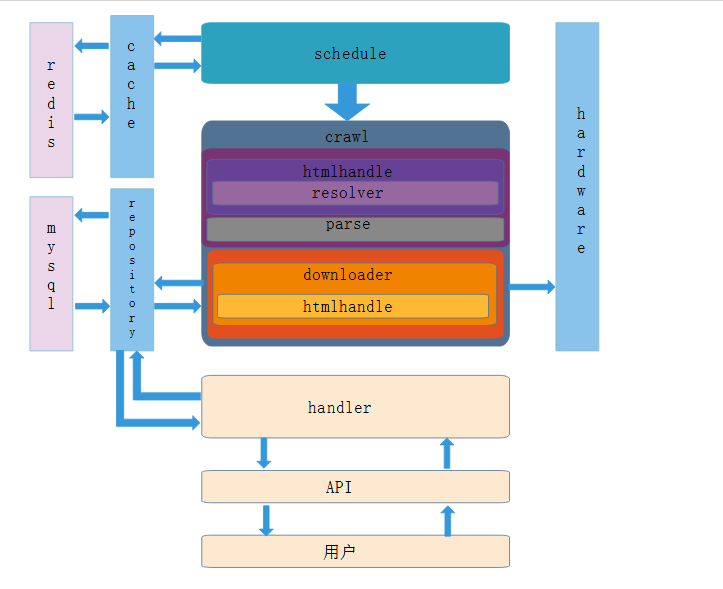 redis
cache
schedule
hardware
crawl
htmlhandle
resolver
parse
mysql
repository
downloader
htmlhandle
handler
API
用户